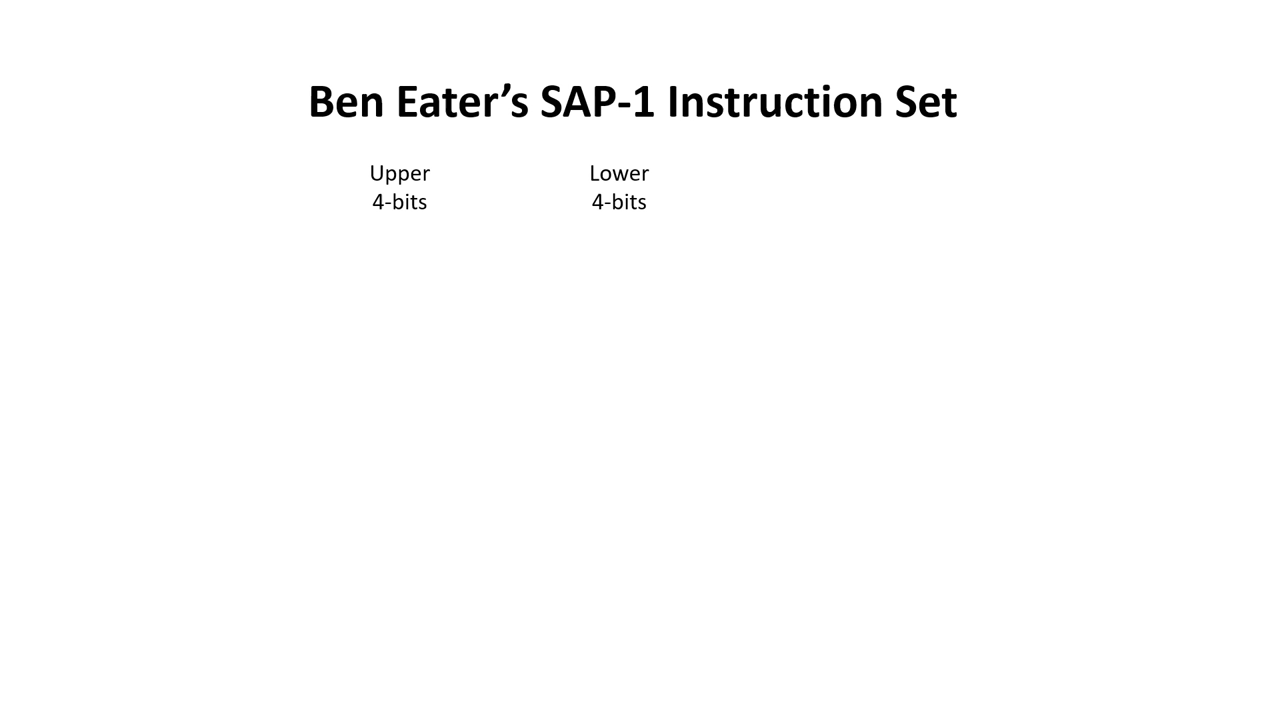 Ben Eater’s SAP-1 Instruction Set
Upper Lower
4-bits 4-bits